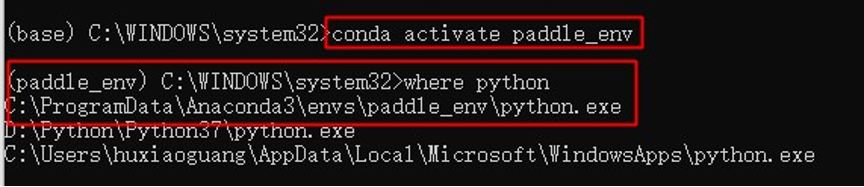 (base) C:\WINDOWS\system32>conda activate paddle_env
(paddle_env) C:\WINDOWS\system32>where python
C:\ProgramData\Anaconda3\envs\paddle_env\python.exe
D:\Python\Python37\python.exe
C:\Users\huxiaoguang\AppData\Local\Microsoft\WindowsApps\python.exe